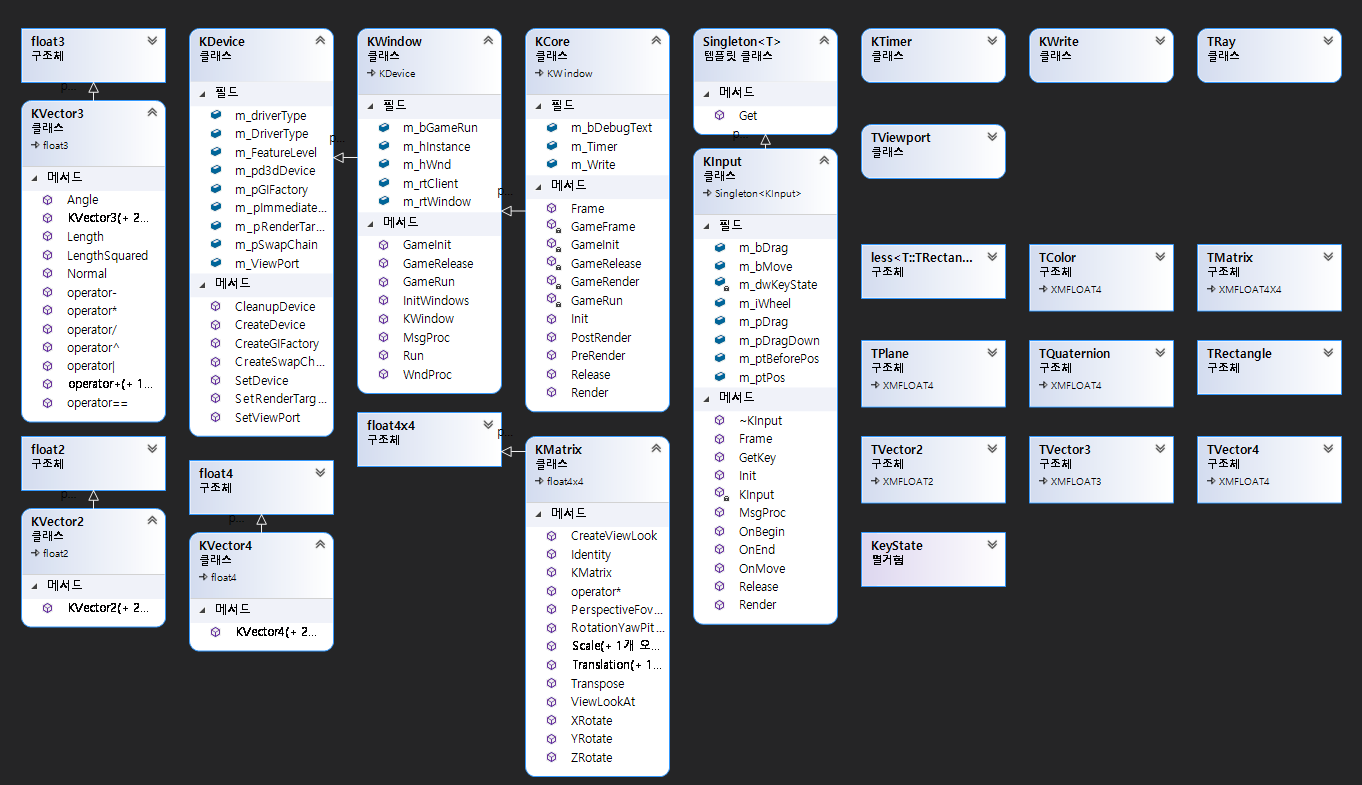 float3
구조체
p...
KVector3
클래스
float3
메서드
Angle
KVector3(+ 2...
Length
LengthSquared
Normal
operator-
operator*
operator/
operator^
operator|
operator+(+ 1...
operator==
float2
구조체
p...
KVector2
클래스
float2
메서드
KVector2(+ 2...
KDevice
클래스
필드
m_driverType
m_DriverType
m_FeatureLevel
m_pd3dDevice
m_pGIFactory
m_pImmediate...
m_pRenderTar...
m_pSwapChain
m_ViewPort
메서드
CleanupDevice
CreateDevice
CreateGIFactory
CreateSwapCh...
SetDevice
SetRenderTarg...
SetViewPort
float4
구조체
p...
KVector4
클래스
float4
메서드
KVector4(+ 2...
p...
KWindow
클래스
KDevice
필드
m_bGameRun
m_hInstance
m_hWnd
m_rtClient
m_rtWindow
메서드
GameInit
GameRelease
GameRun
InitWindows
KWindow
MsgProc
Run
WndProc
float4x4
구조체
p...
p...
KCore
클래스
KWindow
필드
m_bDebugText
m_Timer
m_Write
메서드
Frame
GameFrame
GameInit
GameRelease
GameRender
GameRun
Init
PostRender
PreRender
Release
Render
KMatrix
클래스
float4x4
메서드
CreateViewLook
Identity
KMatrix
operator*
PerspectiveFov...
RotationYawPit...
Scale(+ 1개 오...
Translation(+ 1...
Transpose
ViewLookAt
XRotate
YRotate
ZRotate
Singleton<T>
템플릿 클래스
메서드
Get
p...
KInput
클래스
Singleton<KInput>
필드
m_bDrag
m_bMove
m_dwKeyState
m_iWheel
m_pDrag
m_pDragDown
m_ptBeforePos
m_ptPos
메서드
~KInput
Frame
GetKey
Init
KInput
MsgProc
OnBegin
OnEnd
OnMove
Release
Render
KTimer
클래스
KWrite
클래스
TRay
클래스
TViewport
클래스
less<T::TRectan...
구조체
TColor
구조체
XMFLOAT4
TMatrix
구조체
XMFLOAT4X4
TPlane
구조체
XMFLOAT4
TQuaternion
구조체
XMFLOAT4
TRectangle
구조체
TVector2
구조체
XMFLOAT2
TVector3
구조체
XMFLOAT3
TVector4
구조체
XMFLOAT4
KeyState
열거형